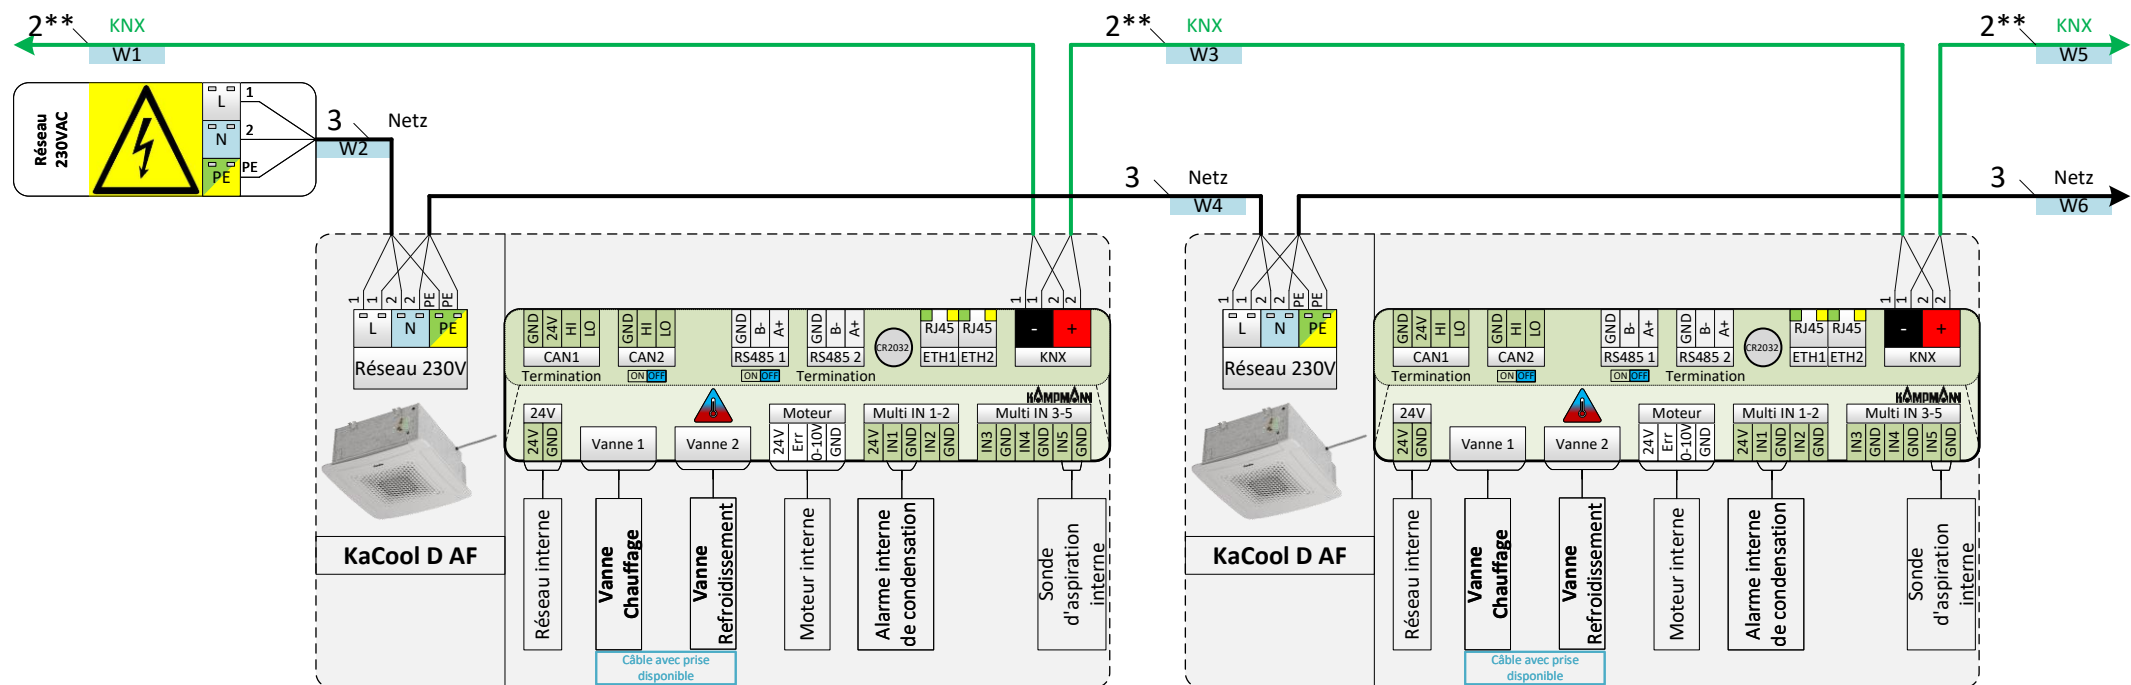 2** KNX
W1
2** KNX
W3
2** KNX
W5
Réseau
230VAC
L 1
N 2
PE PE
3 Netz
W2
3 Netz
W4
3 Netz
W6
1 1 2 2 PE PE
L N PE
Réseau 230V
KaCool D AF
GND 24V HI LO
CAN1
GND HI LO
CAN2
GND B- A+
RS485 1
GND B- A+
RS485 2
CR2032
RJ45 RJ45
ETH1 ETH2
1 1 2 2
- +
KNX
Termination ON OFF ON OFF Termination
KAMPMANN
24V
24V GND
Vanne 1
Vanne 2
Moteur
24V Err 0-10V GND
Multi IN 1-2
24V IN1 GND IN2 GND
Multi IN 3-5
IN3 GND IN4 GND IN5 GND
Réseau interne
Vanne
Chauffage
Vanne
Refroidissement
Moteur interne
Alarme interne
de condensation
Sonde
d'aspiration
interne
Câble avec prise
disponible
1 1 2 2 PE PE
L N PE
Réseau 230V
KaCool D AF
GND 24V HI LO
CAN1
GND HI LO
CAN2
GND B- A+
RS485 1
GND B- A+
RS485 2
CR2032
RJ45 RJ45
ETH1 ETH2
1 1 2 2
- +
KNX
Termination ON OFF ON OFF Termination
KAMPMANN
24V
24V GND
Vanne 1
Vanne 2
Moteur
24V Err 0-10V GND
Multi IN 1-2
24V IN1 GND IN2 GND
Multi IN 3-5
IN3 GND IN4 GND IN5 GND
Réseau interne
Vanne
Chauffage
Vanne
Refroidissement
Moteur interne
Alarme interne
de condensation
Sonde
d'aspiration
interne
Câble avec prise
disponible